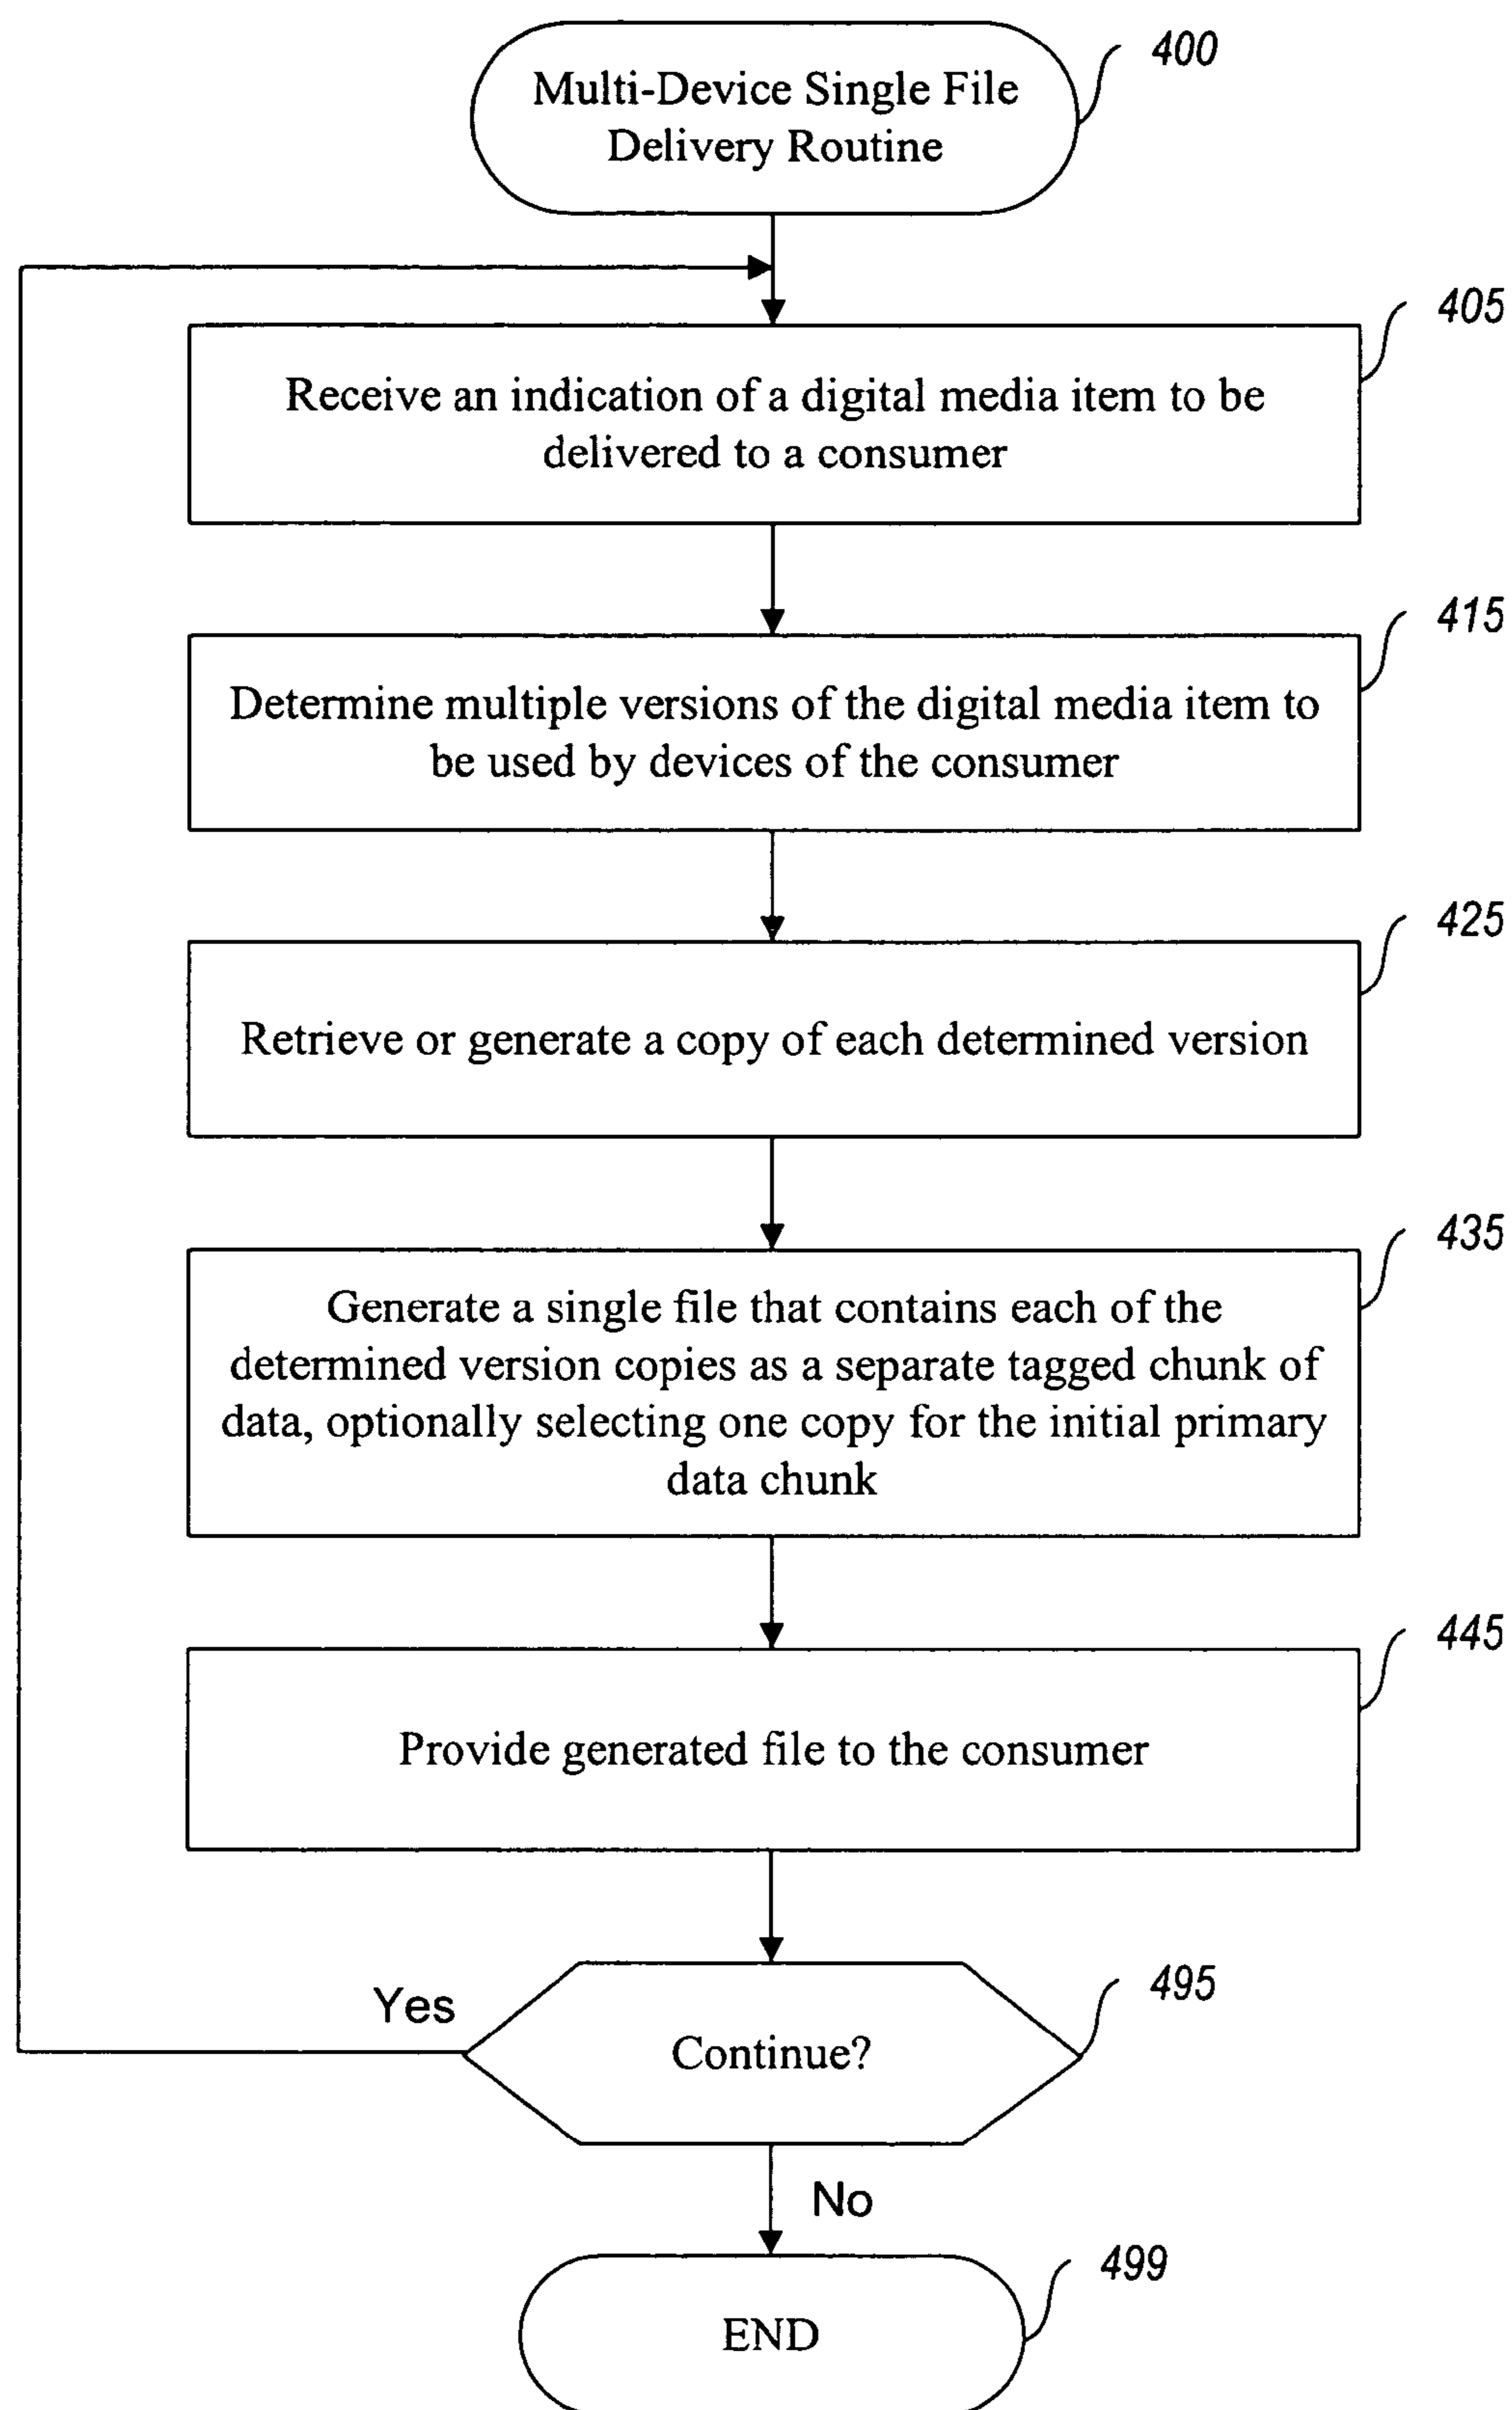 Multi-Device Single File
Delivery Routine
400
405
Receive an indication of a digital media item to be
delivered to a consumer
415
Determine multiple versions of the digital media item to
be used by devices of the consumer
425
Retrieve or generate a copy of each determined version
435
Generate a single file that contains each of the
determined version copies as a separate tagged chunk of
data, optionally selecting one copy for the initial primary
data chunk
445
Provide generated file to the consumer
495
Yes
Continue?
No
499
END